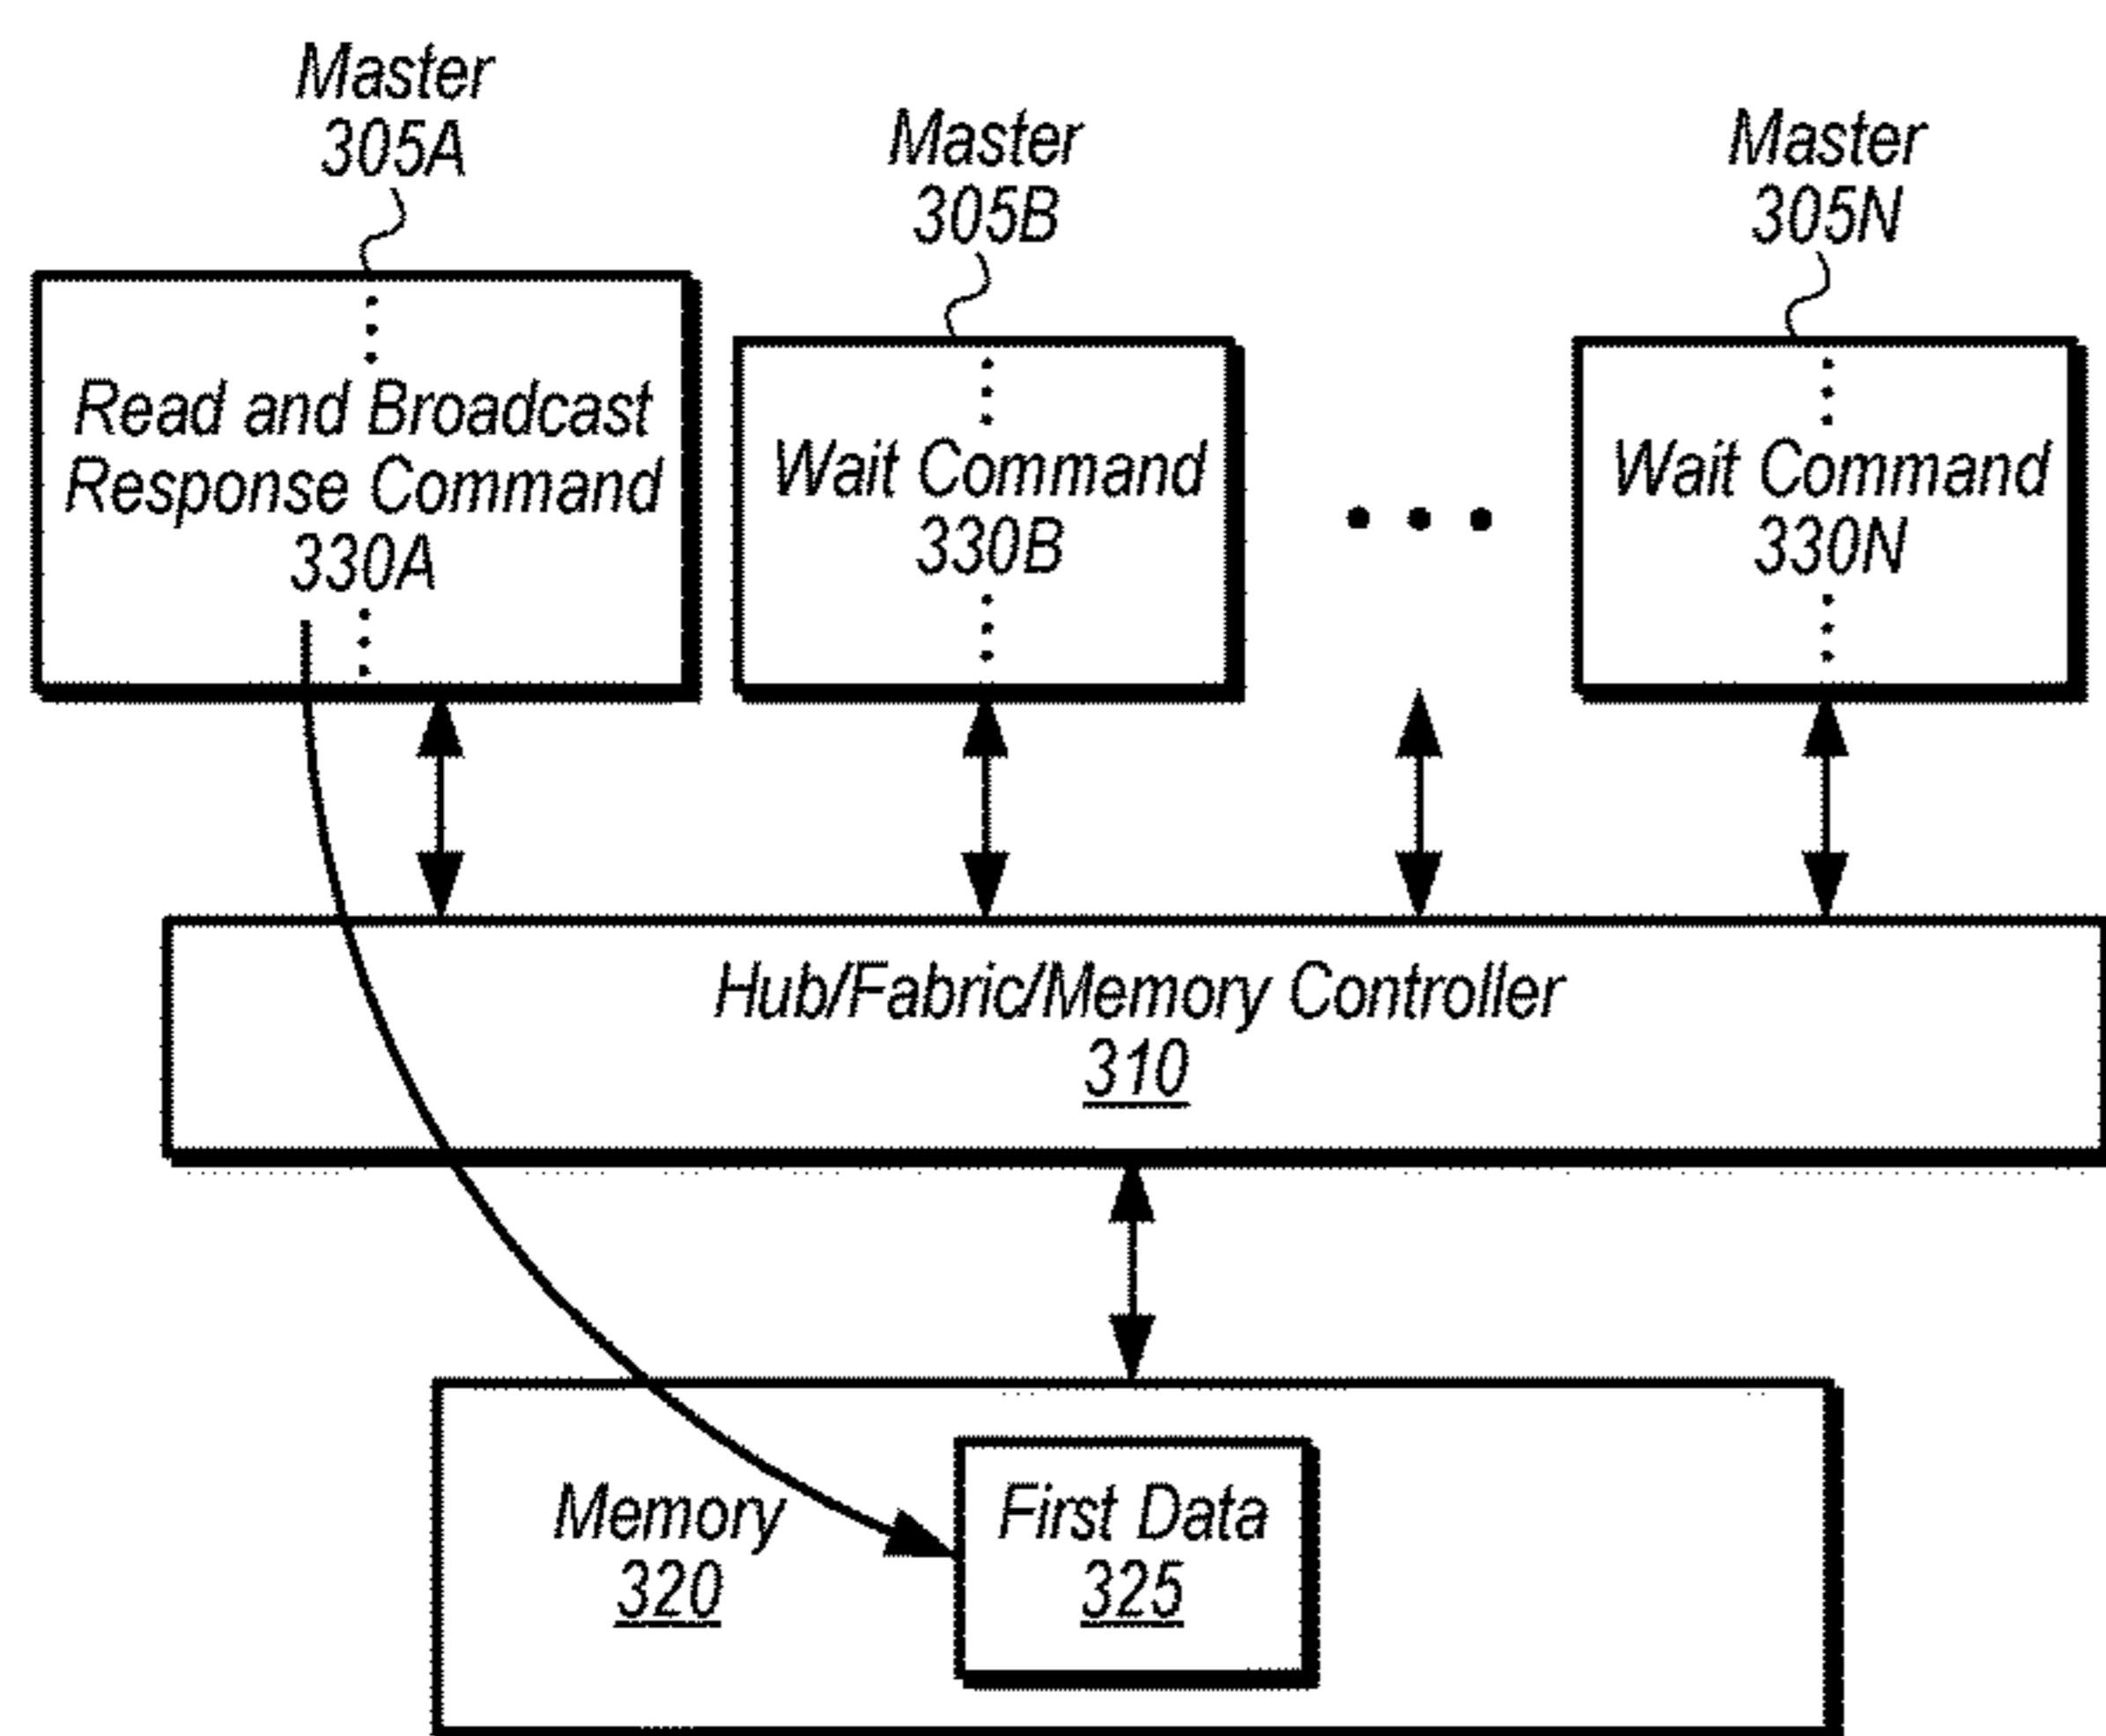 Master
305A
Master
305B
Master
305N
Read and Broadcast
Response Command
330A
Wait Command
330B
Wait Command
330N
Hub/Fabric/Memory Controller
310
Memory
320
First Data
325